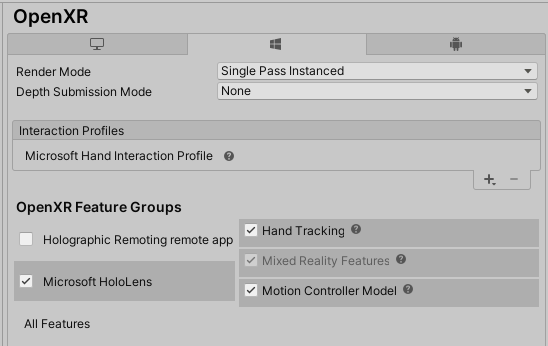 OpenXR
Render Mode Single Pass Instanced
Depth Submission Mode None
Interaction Profiles
Microsoft Hand Interaction Profile ?
+ −
OpenXR Feature Groups
Holographic Remoting remote app
Microsoft HoloLens
All Features
Hand Tracking ?
Mixed Reality Features ?
Motion Controller Model ?